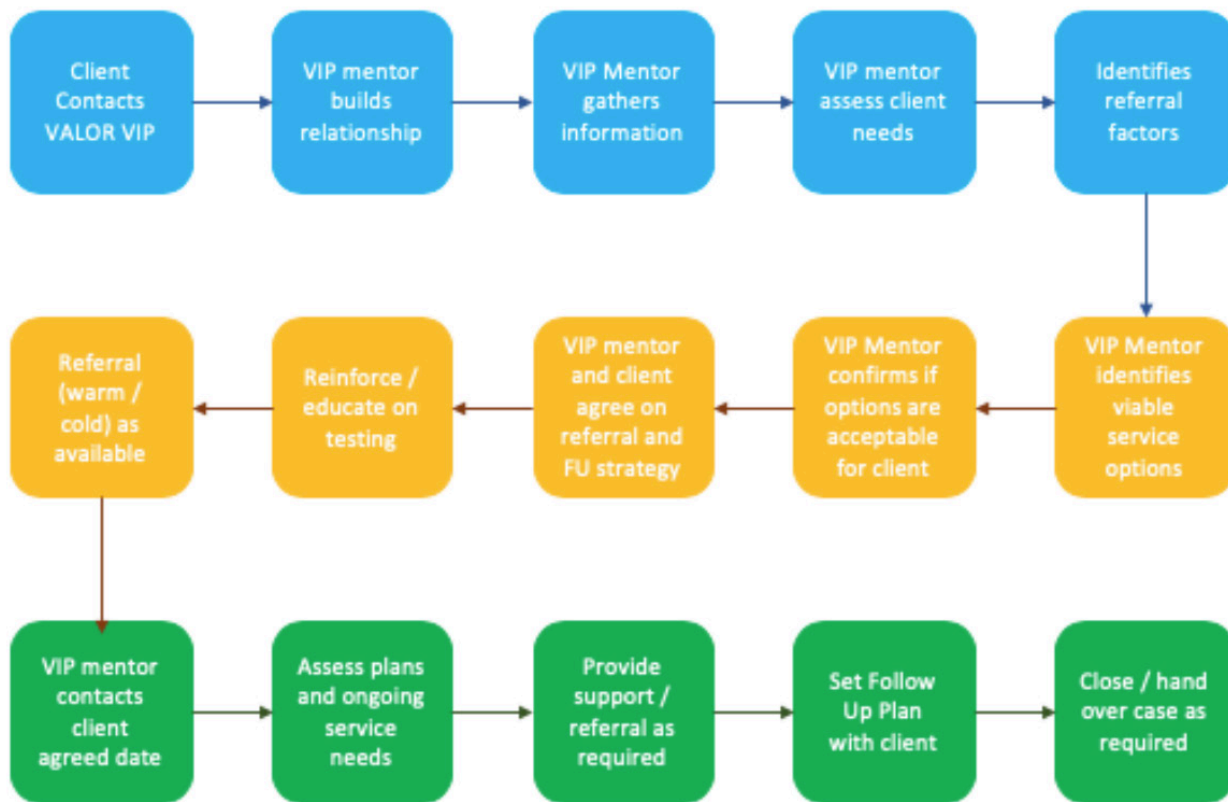 Client
Contacts
VALOR VIP
VIP mentor
builds
relationship
VIP Mentor
gathers
information
VIP mentor
assess client
needs
Identifies
referral
factors
Referral
(warm /
cold) as
available
Reinforce /
educate on
testing
VIP mentor
and client
agree on
referral and
FU strategy
VIP Mentor
confirms if
options are
acceptable
for client
VIP Mentor
identifies
viable
service
options
VIP mentor
contacts
client
agreed date
Assess plans
and ongoing
service
needs
Provide
support /
referral as
required
Set Follow
Up Plan
with client
Close / hand
over case as
required